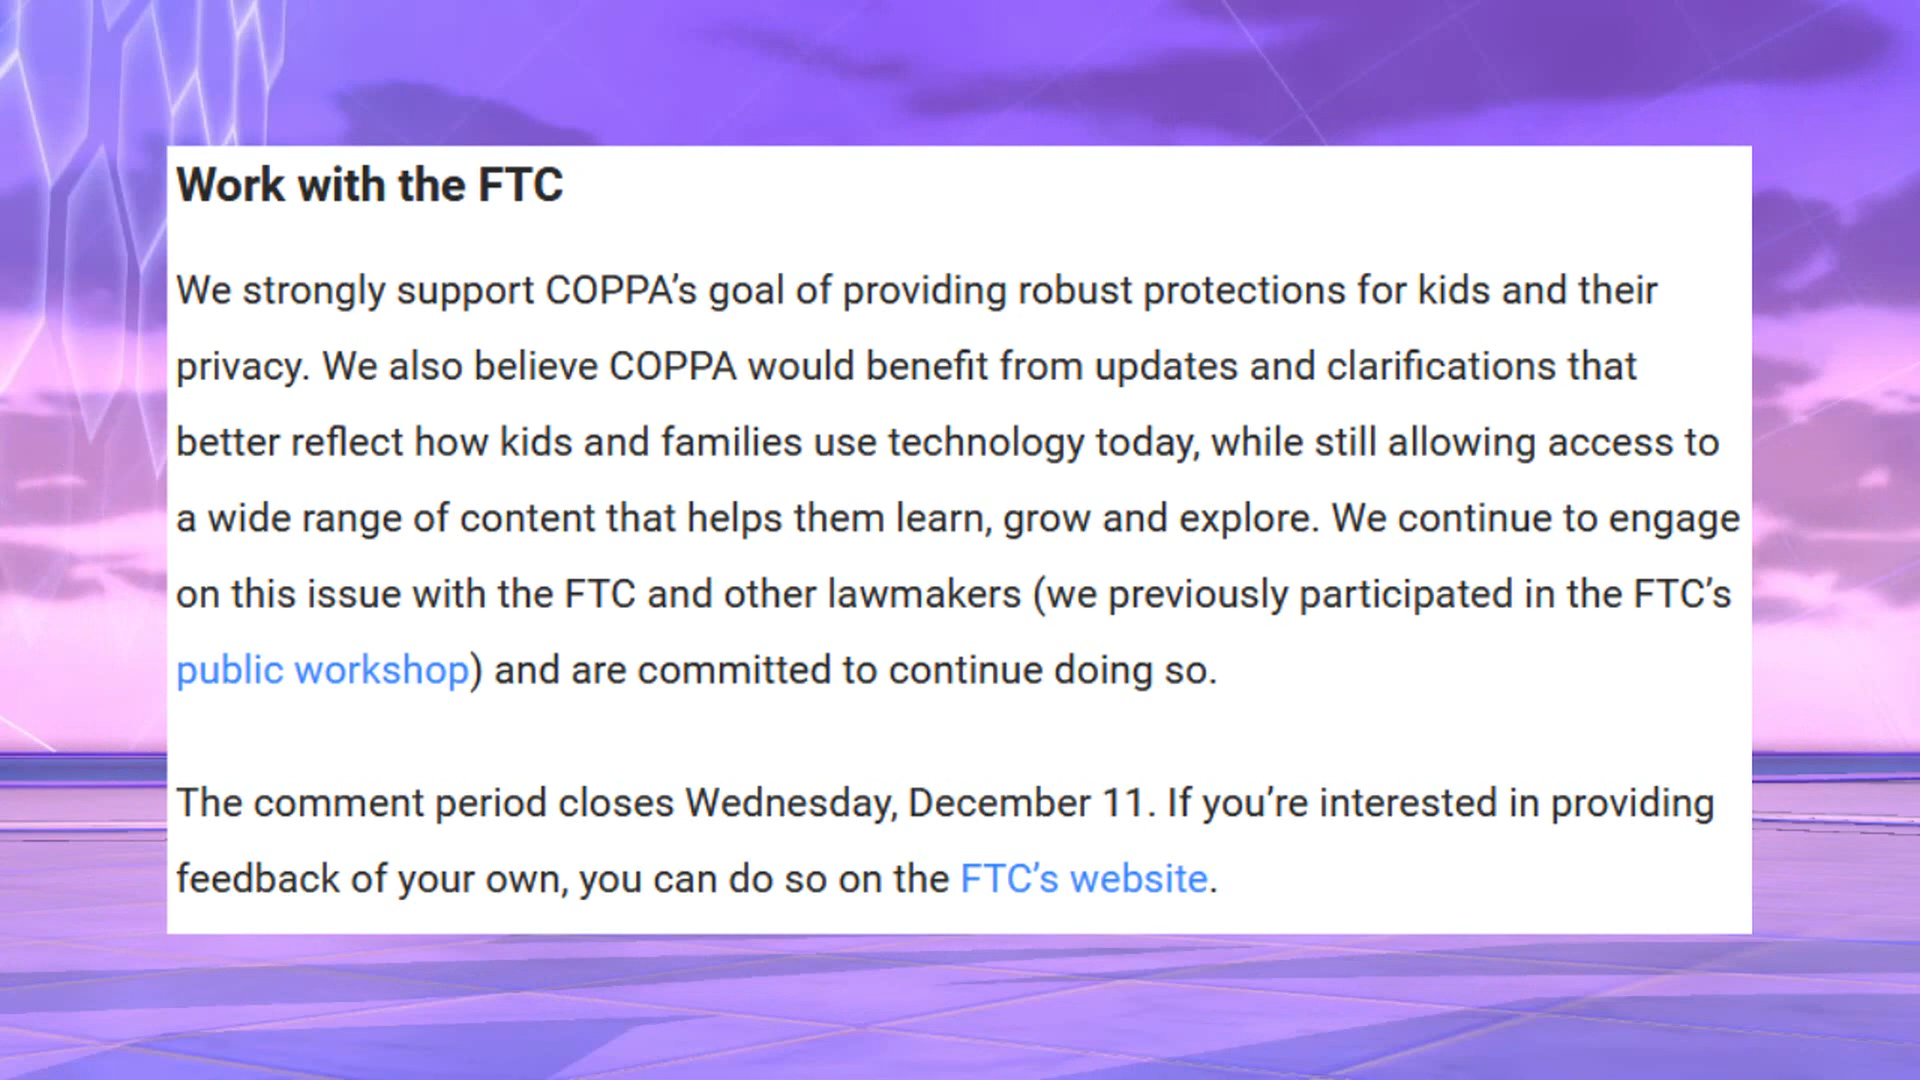 Work with the FTC
We strongly support COPPA’s goal of providing robust protections for kids and their
privacy. We also believe COPPA would benefit from updates and clarifications that
better reflect how kids and families use technology today, while still allowing access to
a wide range of content that helps them learn, grow and explore. We continue to engage
on this issue with the FTC and other lawmakers (we previously participated in the FTC’s
public workshop) and are committed to continue doing so.
The comment period closes Wednesday, December 11. If you’re interested in providing
feedback of your own, you can do so on the FTC’s website.